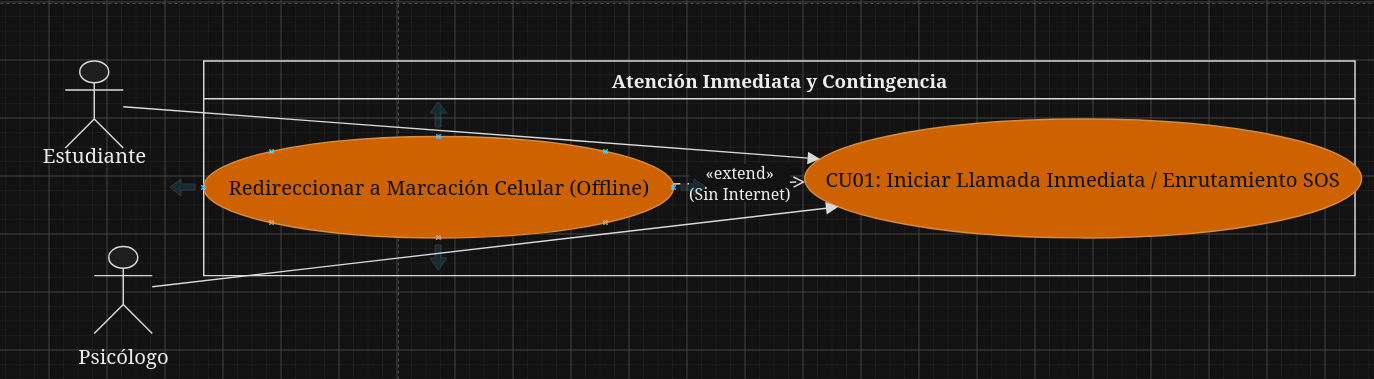 Atención Inmediata y Contingencia
Estudiante
Redireccionar a Marcación Celular (Offline)
«extend»
(Sin Internet)
CU01: Iniciar Llamada Inmediata / Enrutamiento SOS
Psicólogo